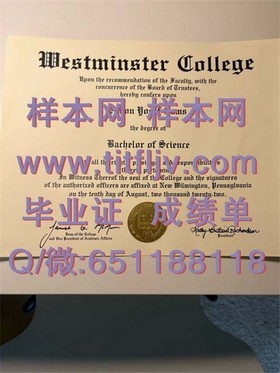 Westminster College
Upon the recommendation of the Faculty, with the
concurrence of the Board of Trustees,
hereby confers upon
样本网 样本网
the degree of
Bachelor of Science
In Witness Thereof the seal of the College and the signatures
of the authorized officers are affixed at New Wilmington, Pennsylvania
on the tenth day of August, two thousand twenty-two.
毕业证 成绩单
Dean of the College
and Vice President of Academic Affairs
President
Q/微:651188118